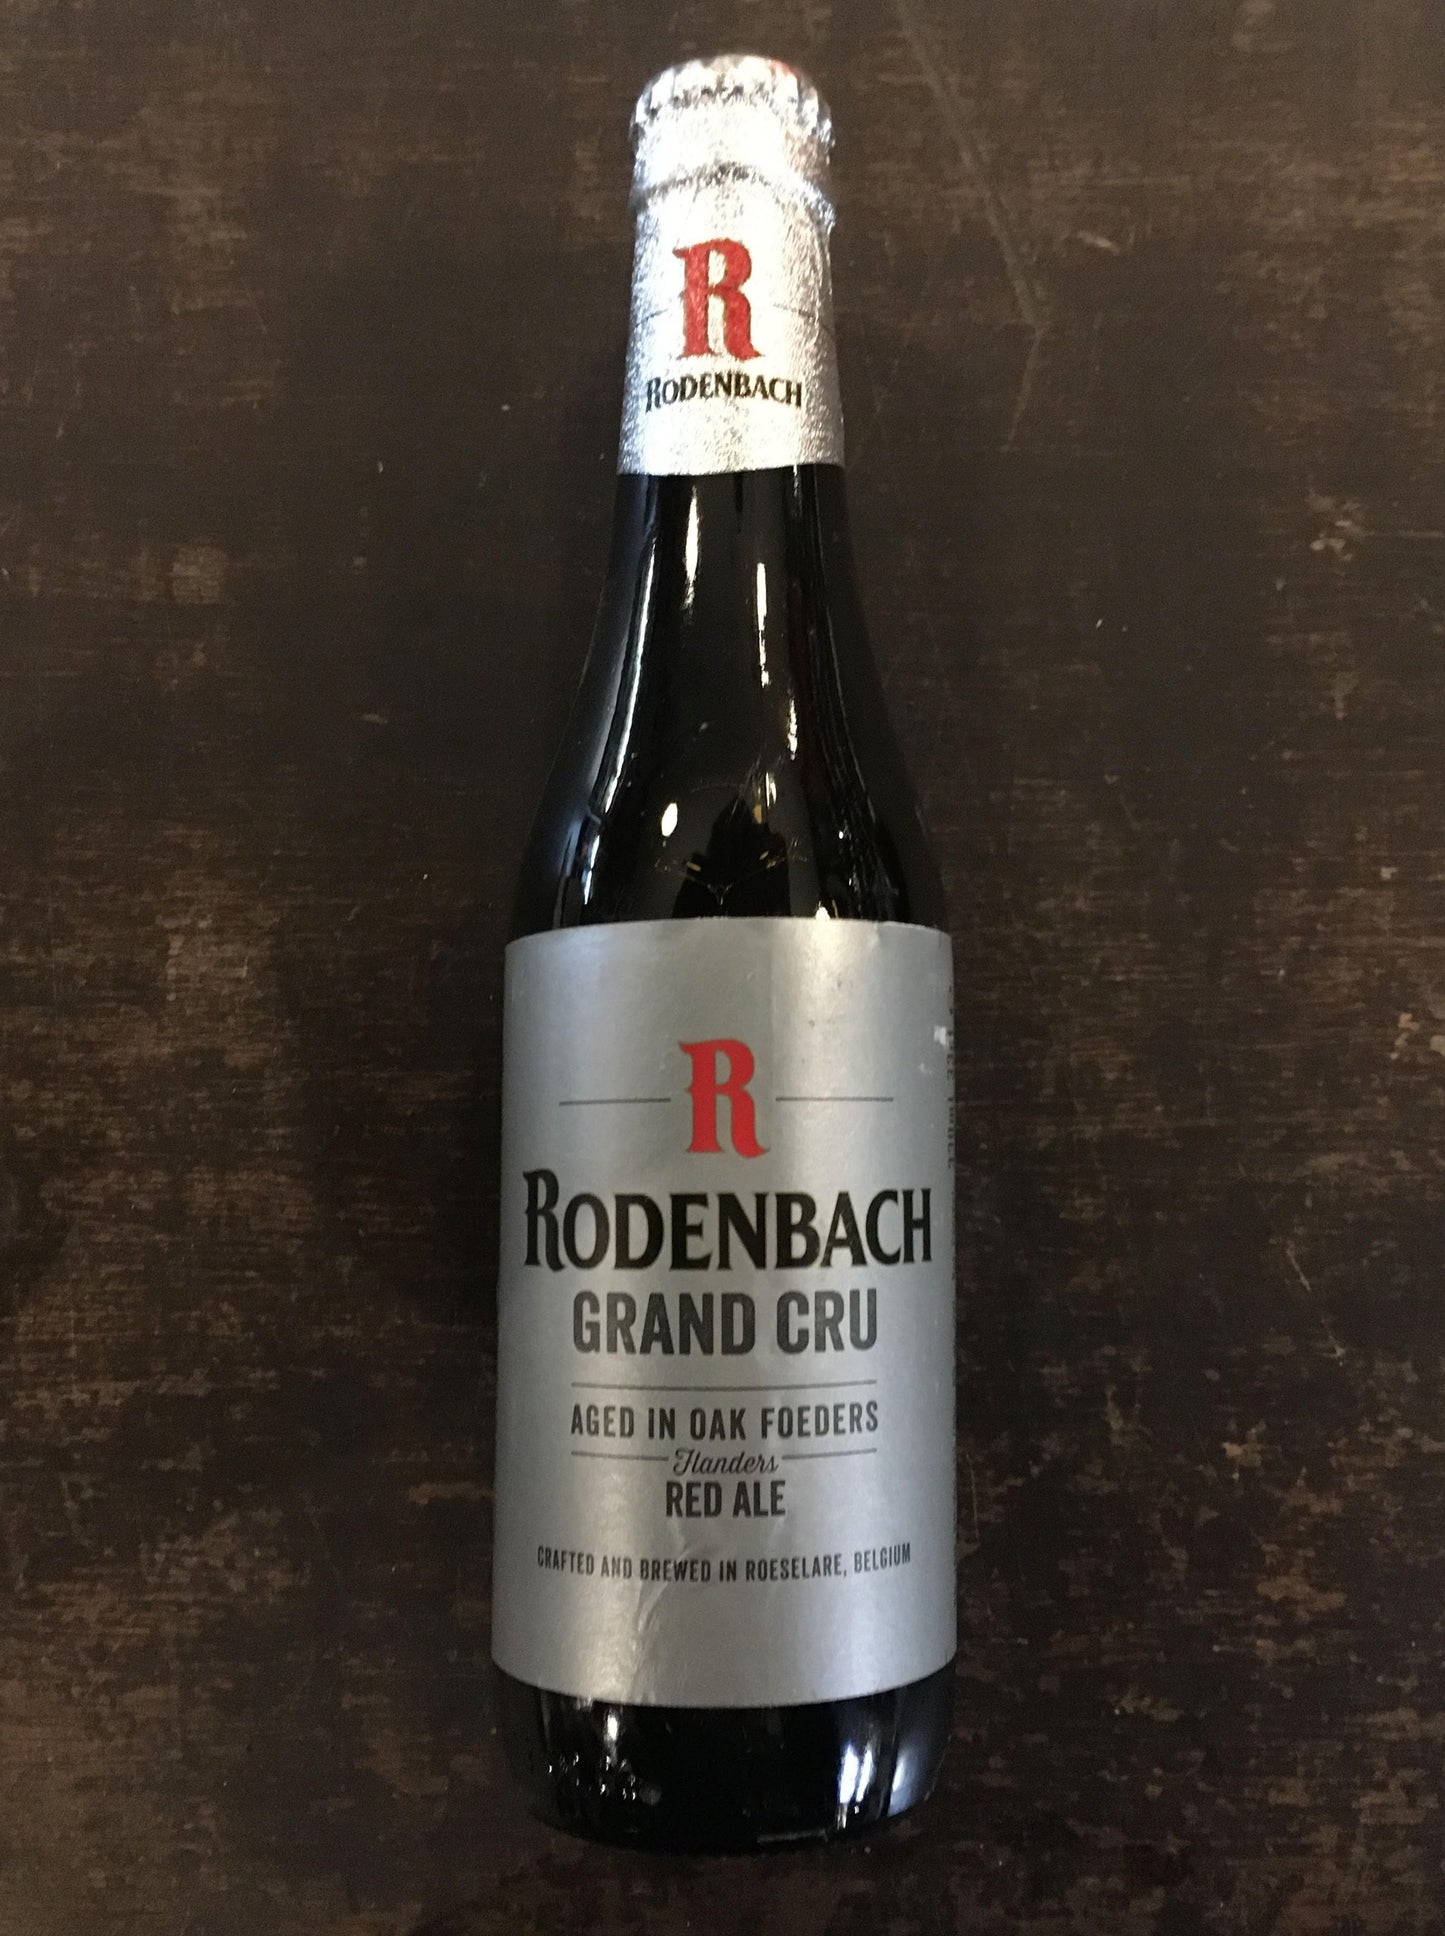 R
RODENBACH
R
RODENBACH
GRAND CRU
AGED IN OAK FOEDERS
Flanders
RED ALE
CRAFTED AND BREWED IN ROESELARE, BELGIUM